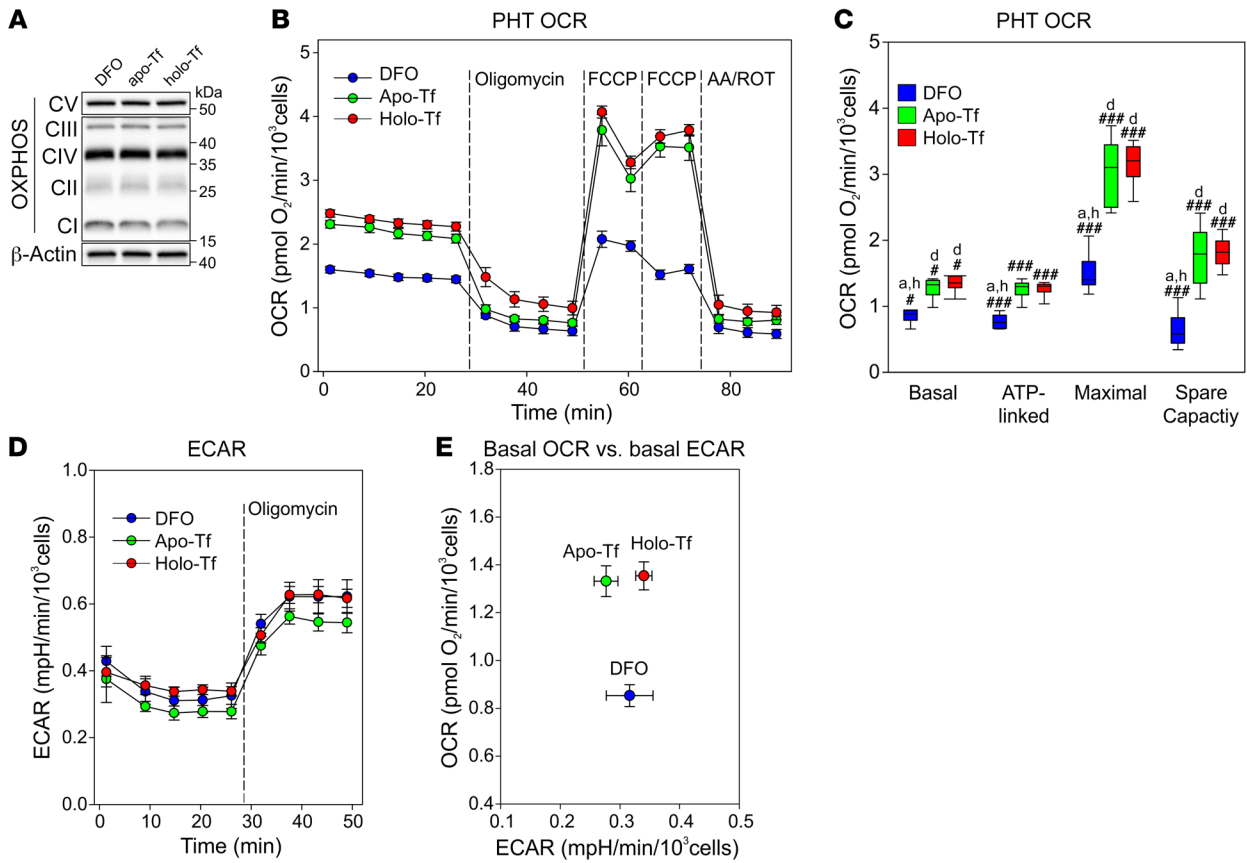 A
DFO
apo-Tf
holo-Tf
kDa
OXPHOS
CV
50
CIII
40
CIV
35
CII
25
CI
15
β-Actin
40
B
PHT OCR
OCR (pmol O2/min/10³cells)
5
4
3
2
1
0
DFO
Apo-Tf
Holo-Tf
Oligomycin
FCCP
FCCP
AA/ROT
0
20
40
60
80
Time (min)
C
PHT OCR
OCR (pmol O2/min/10³cells)
5
4
3
2
1
0
DFO
Apo-Tf
Holo-Tf
a,h
#
d
#
d
#
a,h
###
###
###
a,h
###
d
###
d
###
a,h
###
d
###
d
###
Basal
ATP-
linked
Maximal
Spare
Capactiy
D
ECAR
ECAR (mpH/min/10³cells)
1.0
0.8
0.6
0.4
0.2
0.0
DFO
Apo-Tf
Holo-Tf
Oligomycin
0
10
20
30
40
50
Time (min)
E
Basal OCR vs. basal ECAR
OCR (pmol O2/min/10³cells)
1.8
1.6
1.4
1.2
1.0
0.8
0.6
0.4
Apo-Tf
Holo-Tf
DFO
0.1
0.2
0.3
0.4
0.5
ECAR (mpH/min/10³cells)